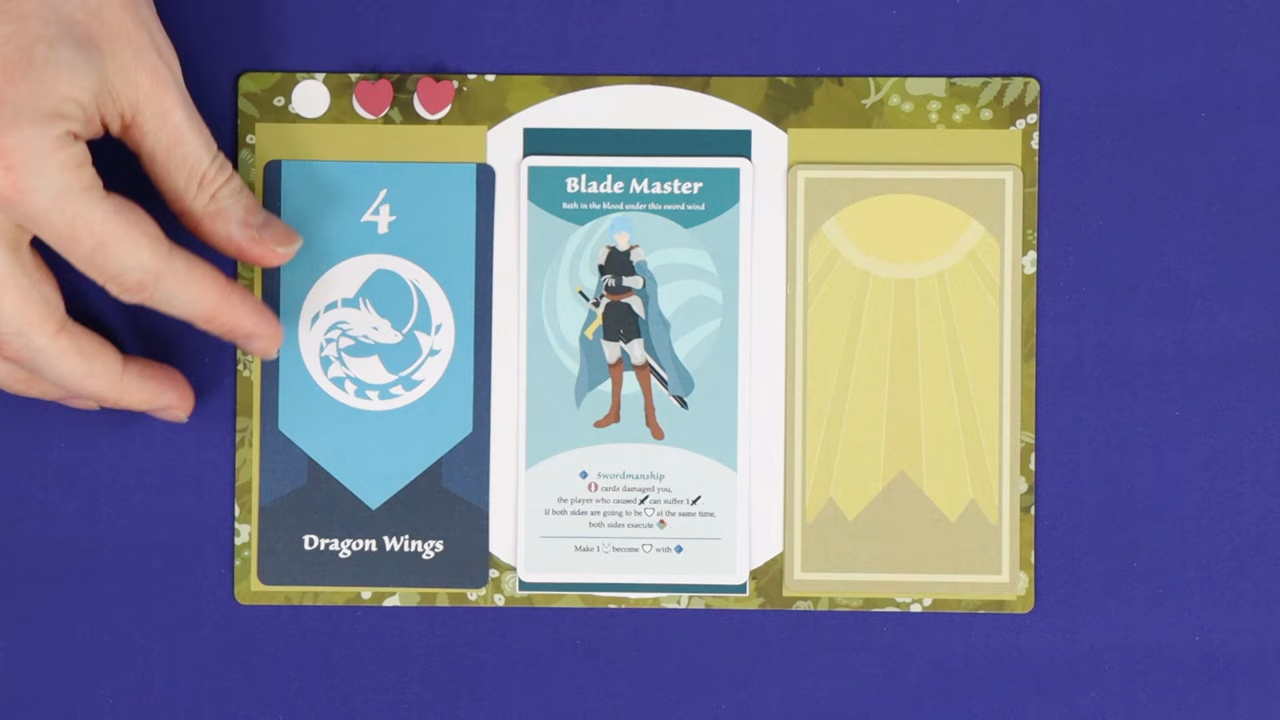 4
Dragon Wings
Blade Master
Bath in the blood under this sword wind
Swordmanship
cards damaged you,
the player who caused can suffer 1 .
If both sides are going to be at the same time,
both sides execute
Make 1 become with